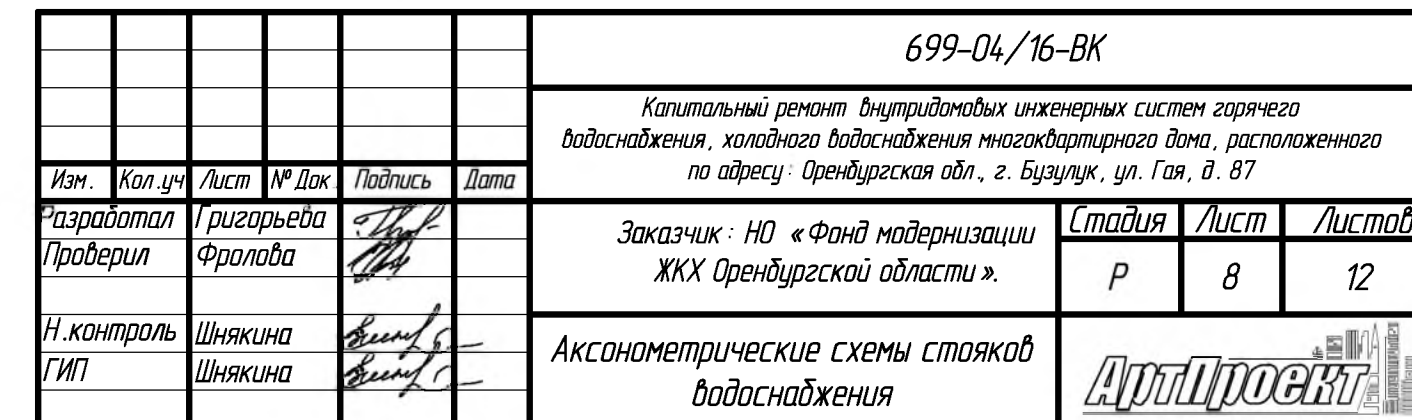 699-04/16-ВК
Капитальный ремонт внутридомовых инженерных систем горячего
водоснабжения, холодного водоснабжения многоквартирного дома, расположенного
по адресу: Оренбургская обл., г. Бузулук, ул. Гая, д. 87
Изм. Кол.уч Лист № Док Подпись Дата
Разработал Григорьева
Проверил Фролова
Н.контроль Шнякина
ГИП Шнякина
Заказчик: НО «Фонд модернизации
ЖКХ Оренбургской области».
Стадия Лист Листов
Р 8 12
Аксонометрические схемы стояков
водоснабжения
АртПроект